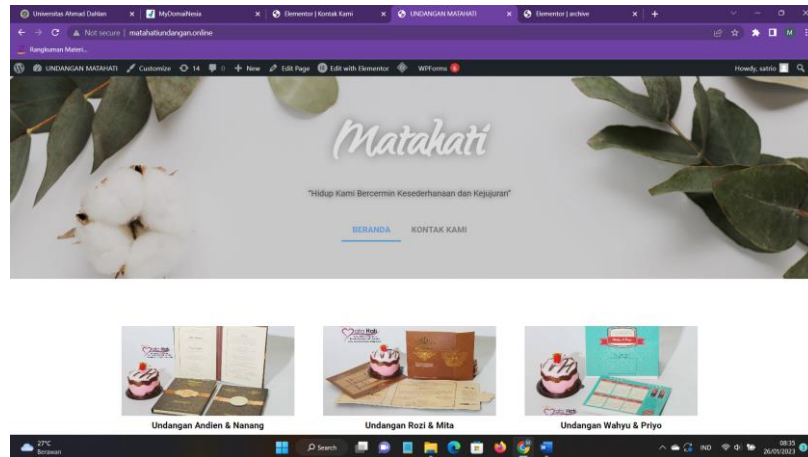 Universitas Ahmad Dahlan
MyDomaiNesia
Elementor | Kontak Kami
UNDANGAN MATAHATI
Elementor | archive
Not secure | matahatiundangan.online
Rangkuman Materi...
UNDANGAN MATAHATI Customize 14 0 New Edit Page Edit with Elementor WPForms 6 Howdy, satrio
Matahati
"Hidup Kami Bercermin Kesederhanaan dan Kejujuran"
BERANDA KONTAK KAMI
Undangan Andien & Nanang
Undangan Rozi & Mita
Undangan Wahyu & Priyo
27°C
Berawan
Search
IND
08:35
26/01/2023